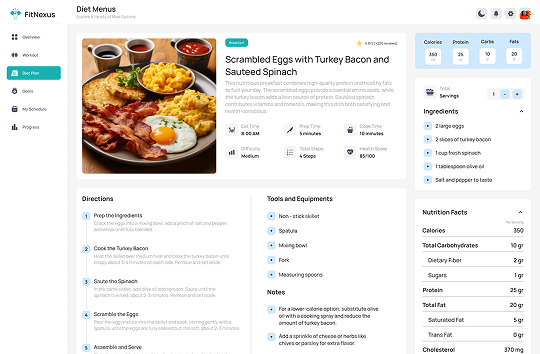 FitNexus
Overview
Workout
Diet Plan
Goals
My Schedule
Progress
Diet Menus
Explore a Variety of Meal Options
Breakfast
Scrambled Eggs with Turkey Bacon and
Sauteed Spinach
This nutritious breakfast combines high-quality protein and healthy fats
to fuel your day. The scrambled eggs provide essential amino acids, while
the turkey bacon adds a lean source of protein. Sautéed spinach
contributes vitamins and minerals, making this dish both satisfying and
health-conscious.
Eat Time
8:00 AM
Prep Time
5 minutes
Cook Time
10 minutes
Difficulty
Medium
Total Steps
4 Steps
Health Score
85/100
Calories
350
Protein
25
Carbs
10
Fats
20
Total
Servings
1
-
+
Ingredients
2 large eggs
2 slices of turkey bacon
1 cup fresh spinach
1 tablespoon olive oil
Salt and pepper to taste
Directions
1
Prep the Ingredients
Crack the eggs into a mixing bowl, add a pinch of salt and pepper,
and whisk until fully blended.
2
Cook the Turkey Bacon
Heat the skillet over medium heat and cook the turkey bacon until
crispy, about 3-4 minutes on each side. Remove and set aside.
3
Saute the Spinach
In the same skillet, add olive oil and spinach. Saute until the
spinach is wilted, about 2-3 minutes. Remove and set aside.
4
Scramble the Eggs
Pour the egg mixture into the pan and cook, stirring gently with a
spatula, until the eggs are fully cooked but still soft, about 2-3 minutes.
5
Assemble and Serve
Tools and Equipments
Non - stick skillet
Spatula
Mixing bowl
Fork
Measuring spoons
Notes
For a lower-calorie option, substitute olive
oil with a cooking spray and reduce the
amount of turkey bacon.
Add a sprinkle of cheese or herbs like
chives or parsley for extra flavor.
Nutrition Facts
Per Serving
Calories
350
Total Carbohydrates
10 gr
Dietary Fiber
2 gr
Sugars
1 gr
Protein
25 gr
Total Fat
20 gr
Saturated Fat
5 gr
Trans Fat
0 gr
Cholesterol
370 mg